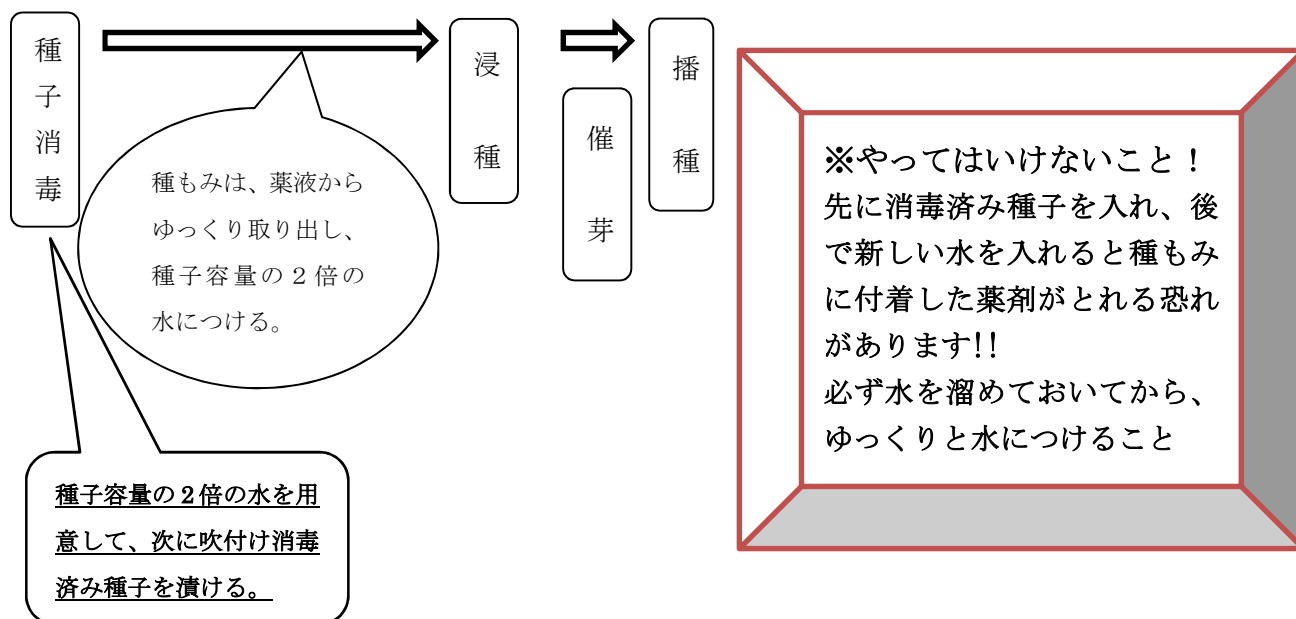 種子消毒
浸種
催芽
播種
種もみは、薬液から
ゆっくり取り出し、
種子容量の２倍の
水につける。
種子容量の２倍の水を用
意して、次に吹付け消毒
済み種子を漬ける。
※やってはいけないこと！
先に消毒済み種子を入れ、後
で新しい水を入れると種もみ
に付着した薬剤がとれる恐れ
があります!!
必ず水を溜めておいてから、
ゆっくりと水につけること